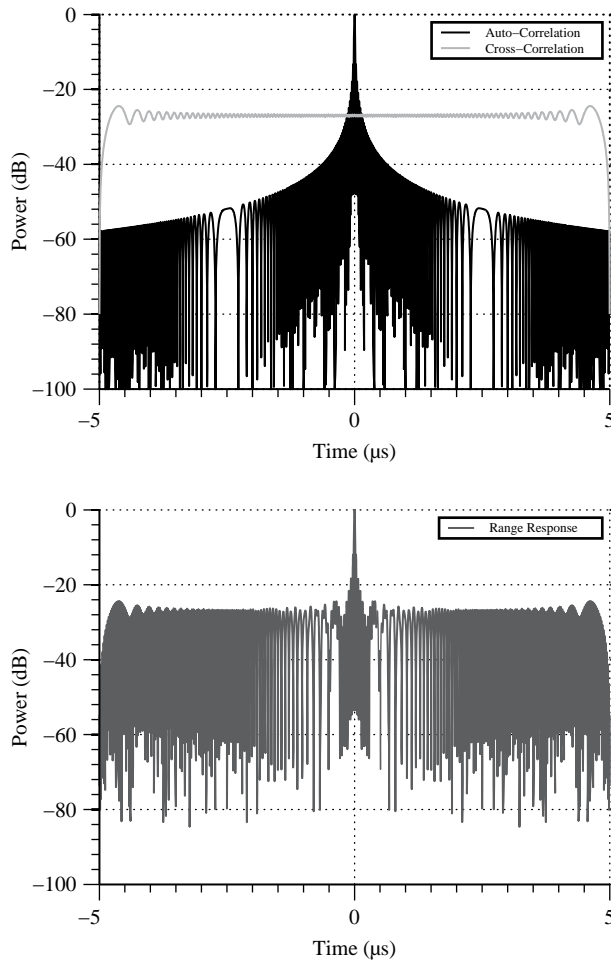 0
Auto−Correlation
Cross−Correlation
−20
−40
−60
−80
−100
Power (dB)
−5
0
5
Time (µs)
0
Range Response
−20
−40
−60
−80
−100
Power (dB)
−5
0
5
Time (µs)